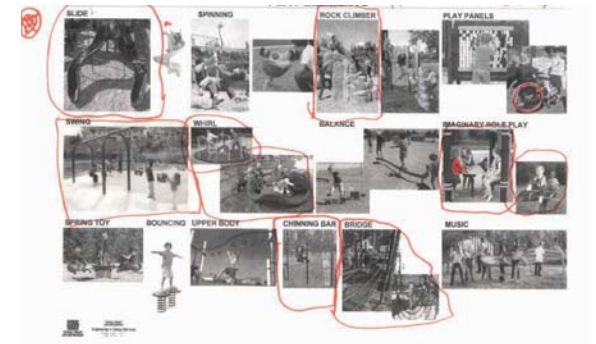 SLIDE
SPINNING
ROCK CLIMBER
PLAY PANELS
SWING
WHIRL
BALANCE
IMAGINARY ROLE PLAY
SPRING TOY
BOUNCING
UPPER BODY
CHINNING BAR
BRIDGE
MUSIC